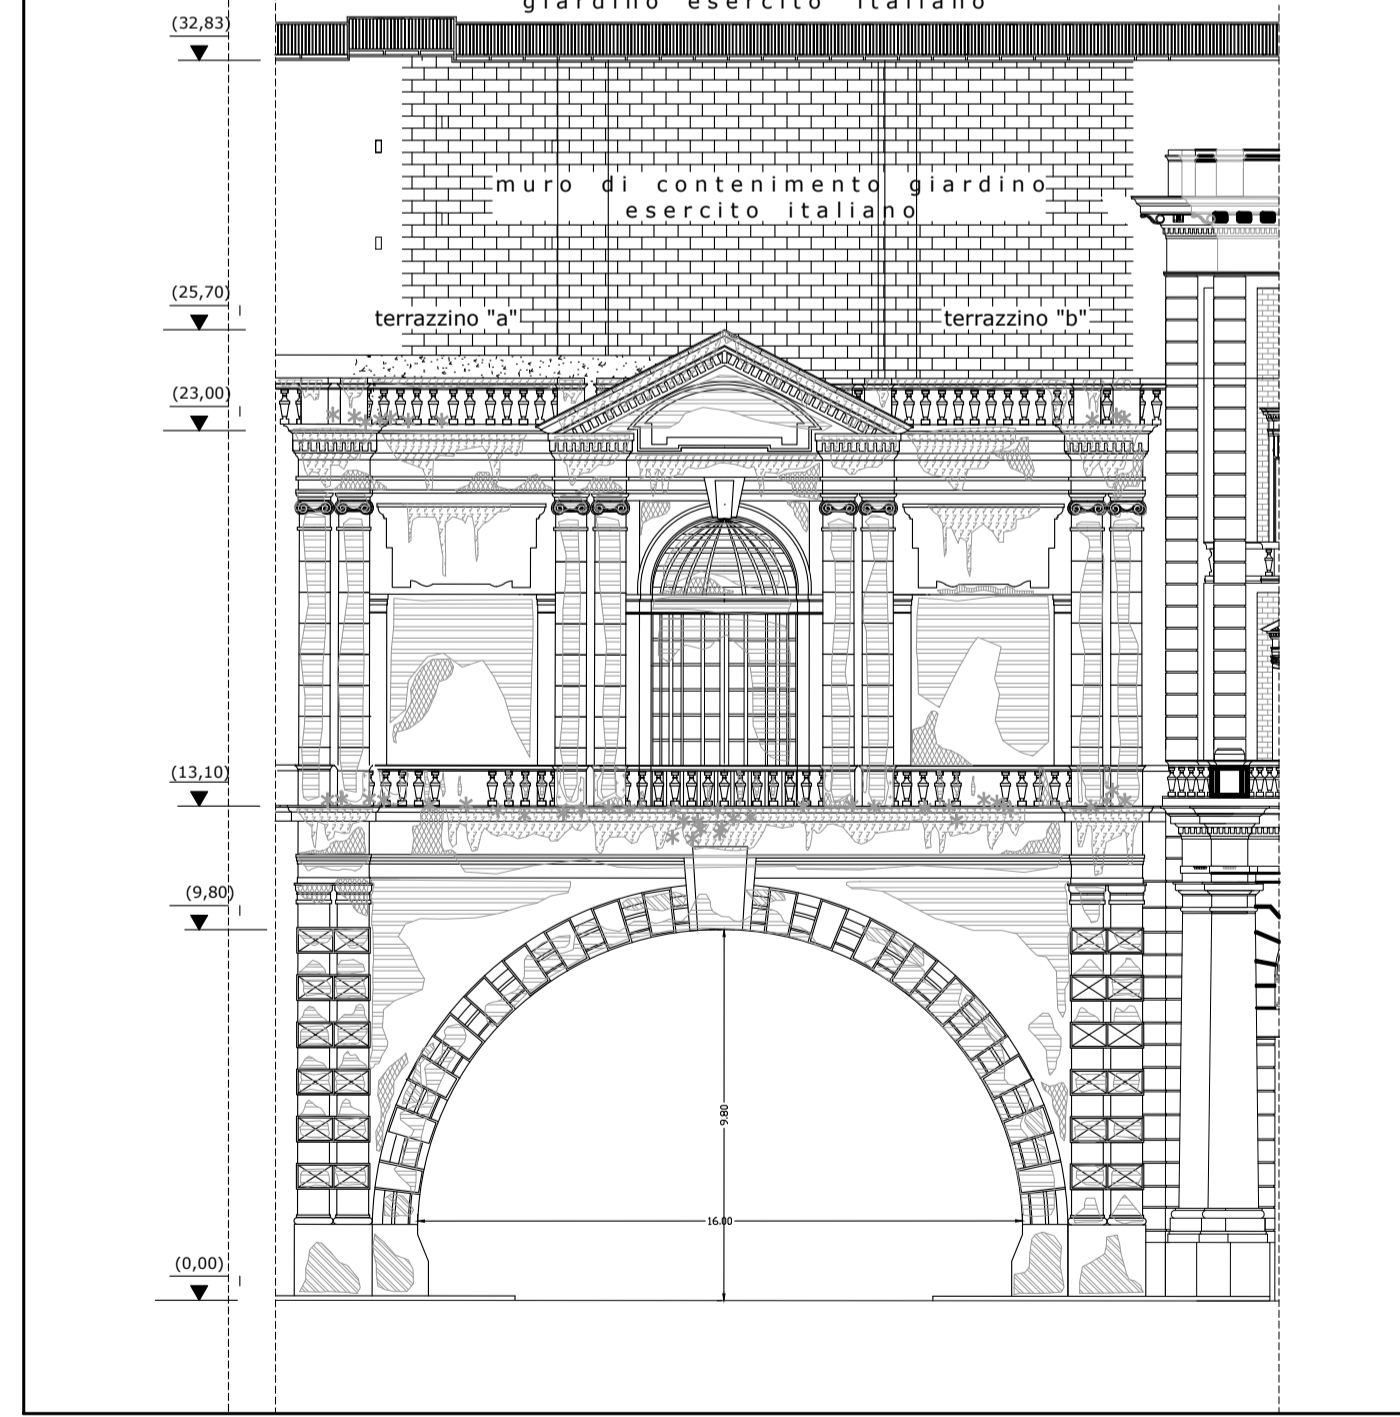 giardino esercito italiano
(32,83)
muro di contenimento giardino
esercito italiano
(25,70)
terrazzino "a"
terrazzino "b"
(23,00)
(13,10)
(9,80)
9.80
16.00
(0,00)